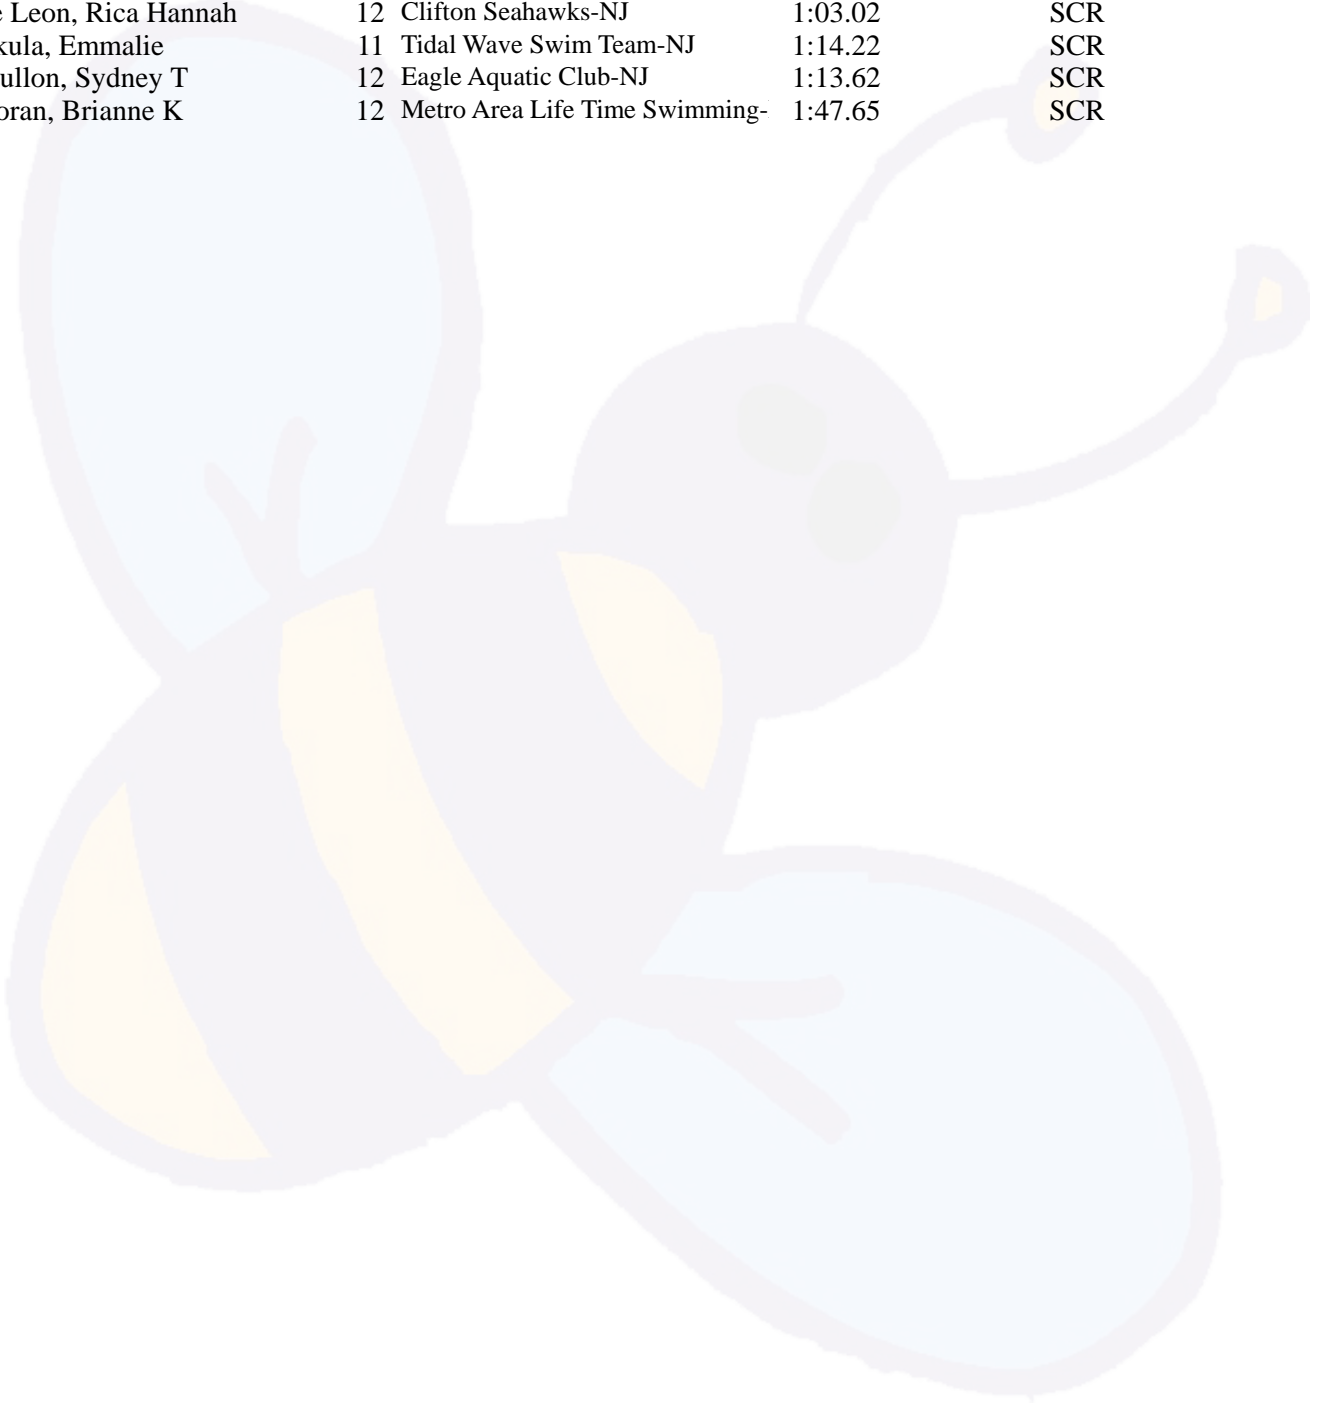 Leon, Rica Hannah 12 Clifton Seahawks-NJ 1:03.02 SCR
kula, Emmalie 11 Tidal Wave Swim Team-NJ 1:14.22 SCR
ullon, Sydney T 12 Eagle Aquatic Club-NJ 1:13.62 SCR
oran, Brianne K 12 Metro Area Life Time Swimming- 1:47.65 SCR